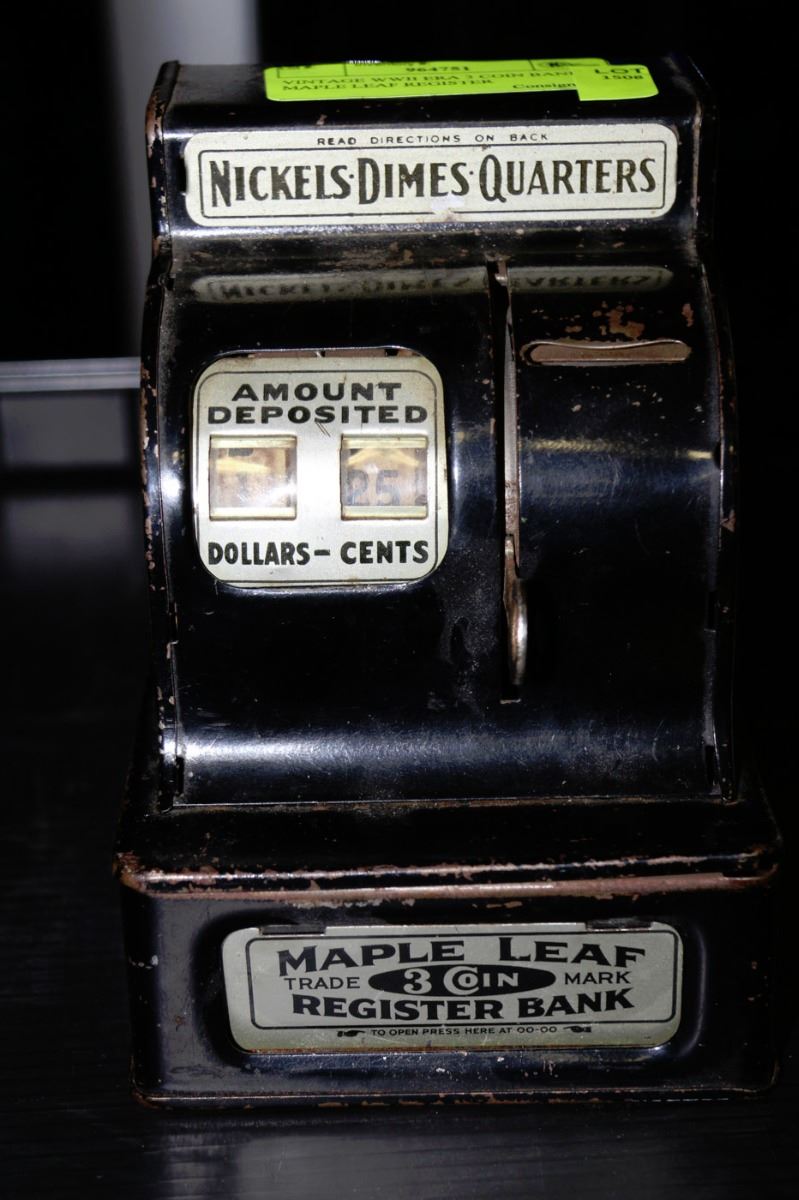 964781
VINTAGE WWII ERA 3 COIN BANK
LOT
MAPLE LEAF REGISTER
Consign
1508
READ DIRECTIONS ON BACK
NICKELS·DIMES·QUARTERS
AMOUNT
DEPOSITED
25
DOLLARS- CENTS
MAPLE LEAF
TRADE 3 COIN MARK
REGISTER BANK
TO OPEN PRESS HERE AT 00-00